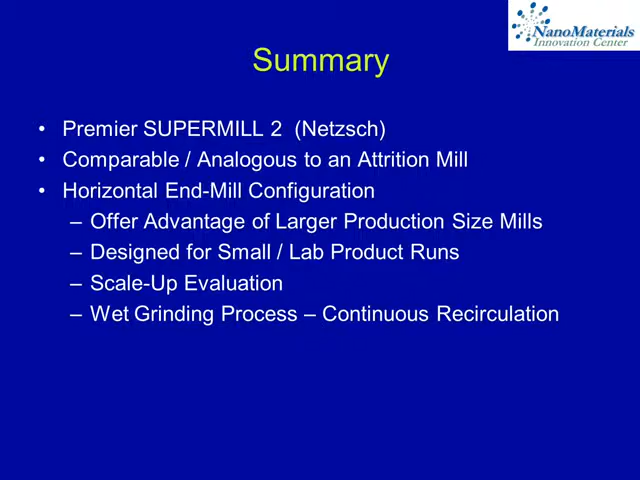 NanoMaterials
Innovation Center
Summary
• Premier SUPERMILL 2 (Netzsch)
• Comparable / Analogous to an Attrition Mill
• Horizontal End-Mill Configuration
– Offer Advantage of Larger Production Size Mills
– Designed for Small / Lab Product Runs
– Scale-Up Evaluation
– Wet Grinding Process – Continuous Recirculation